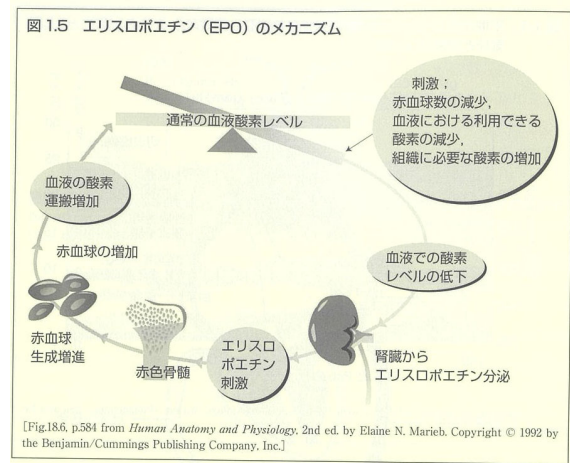 図 1.5 エリスロポエチン（EPO）のメカニズム
通常の血液酸素レベル
刺激；
赤血球数の減少，
血液における利用できる
酸素の減少，
組織に必要な酸素の増加
血液での酸素
レベルの低下
腎臓から
エリスロポエチン分泌
エリスロ
ポエチン
刺激
赤色骨髄
赤血球
生成増進
赤血球の増加
血液の酸素
運搬増加
[Fig.18.6, p.584 from Human Anatomy and Physiology, 2nd ed. by Elaine N. Marieb. Copyright © 1992 by
the Benjamin/Cummings Publishing Company, Inc.]